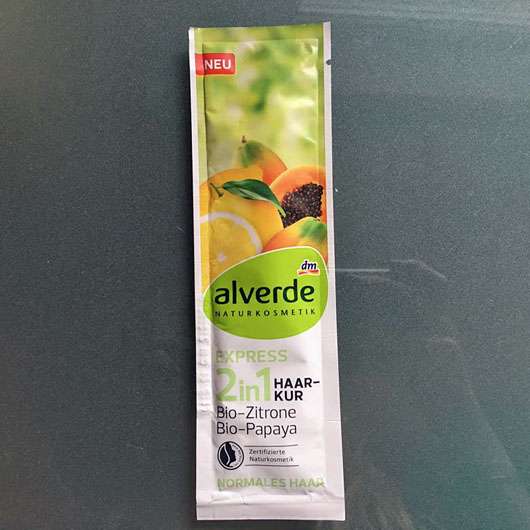 NEU
dm
alverde
NATURKOSMETIK
EXPRESS
2in1 HAAR-
KUR
Bio-Zitrone
Bio-Papaya
Zertifizierte
Naturkosmetik
NORMALES HAAR